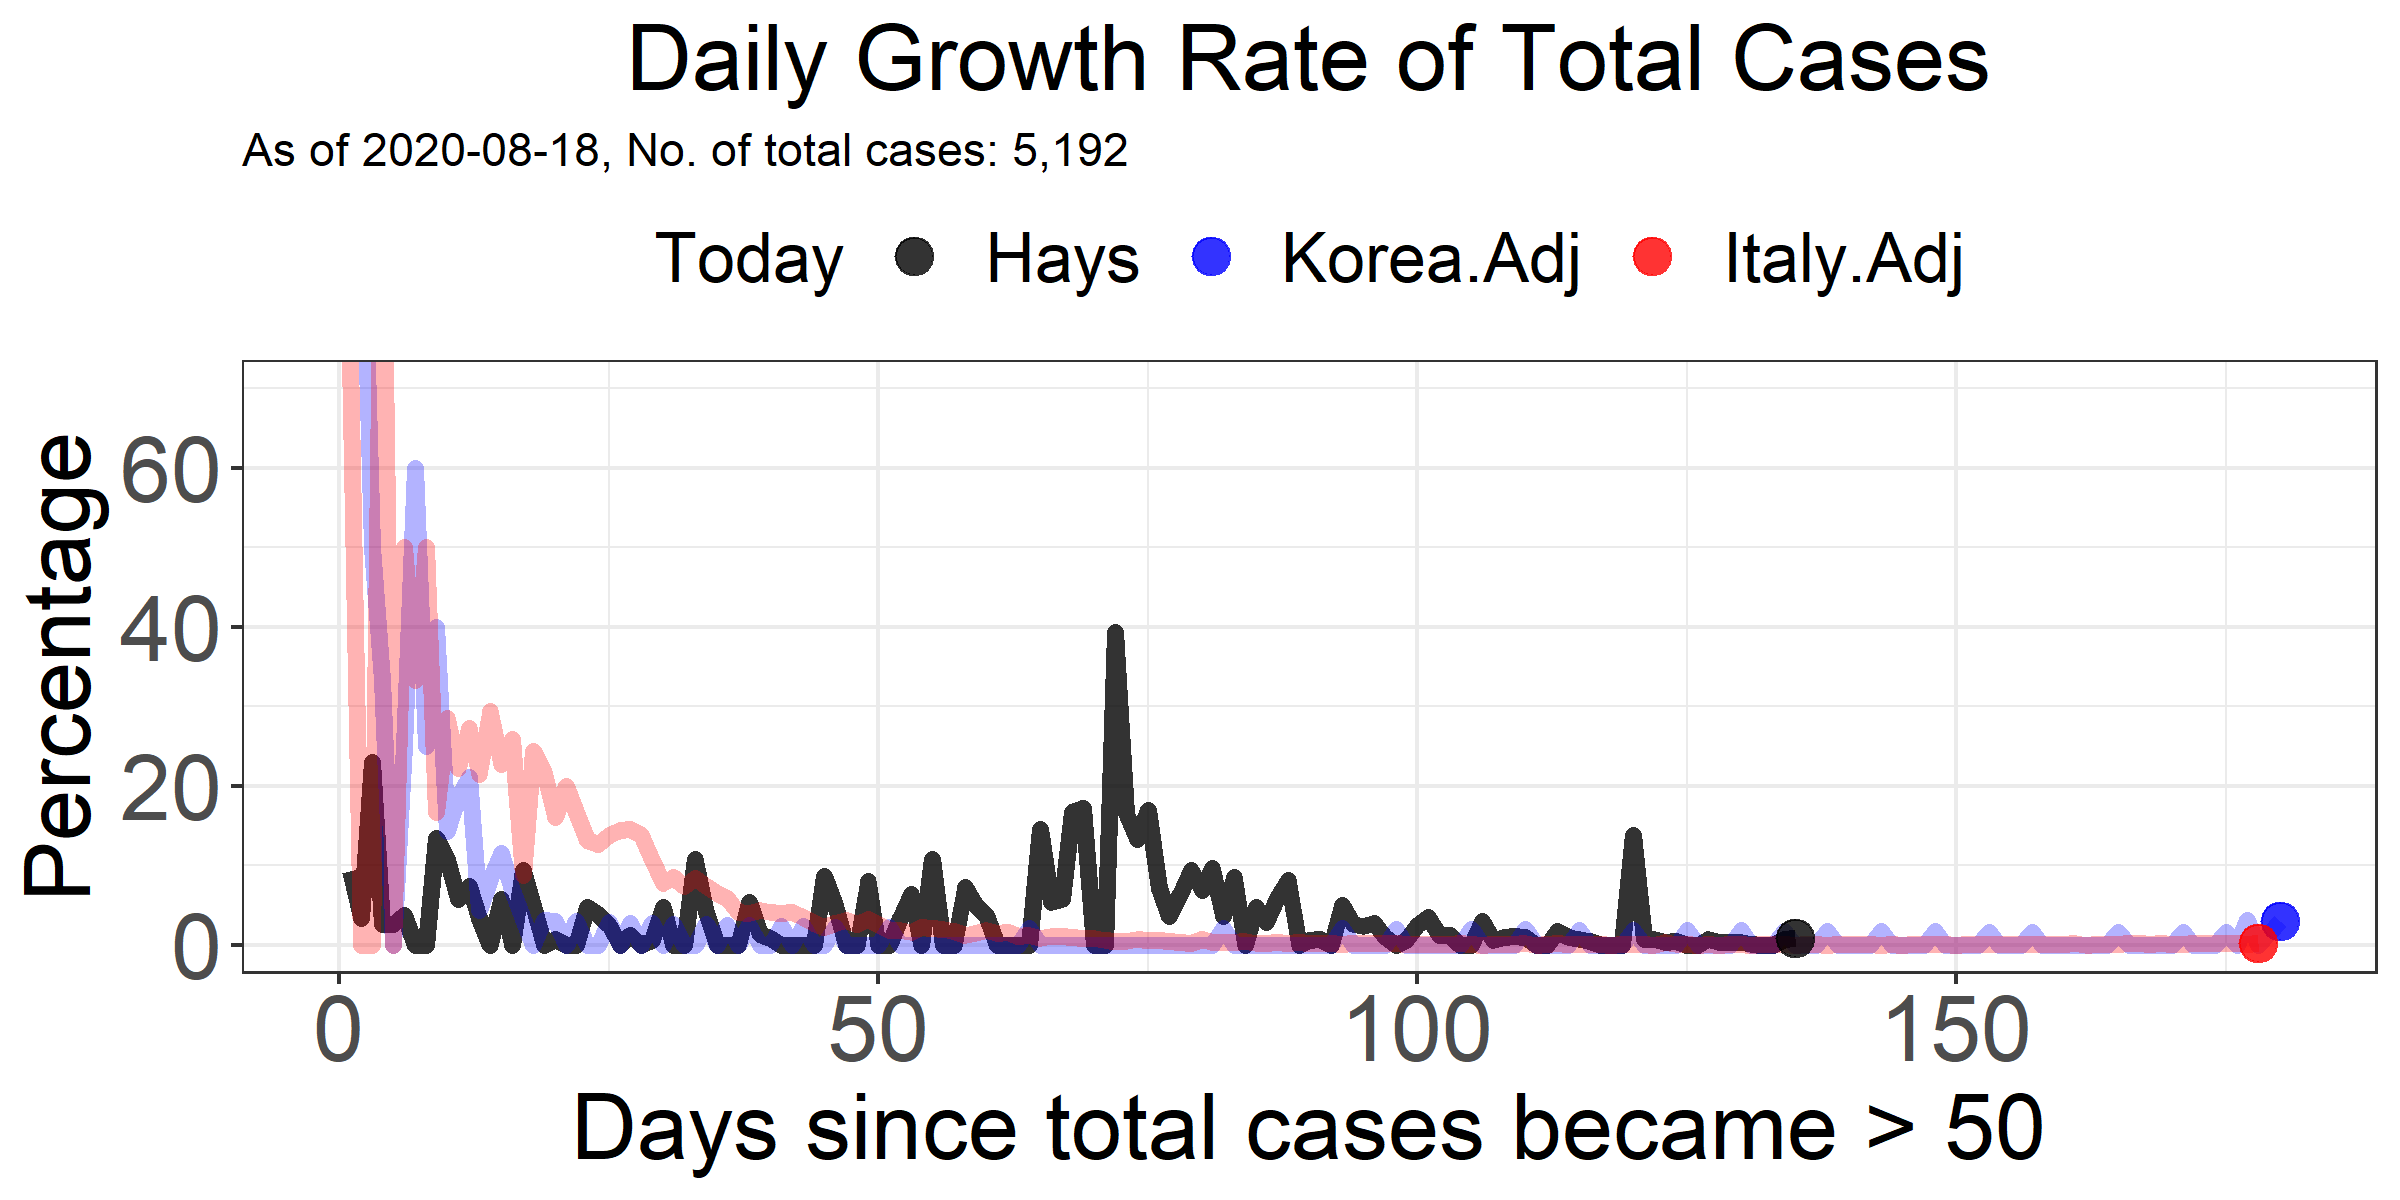 Daily Growth Rate of Total Cases
As of 2020-08-18, No. of total cases: 5,192
Today Hays Korea.Adj Italy.Adj
Percentage
60
40
20
0
0 50 100 150
Days since total cases became > 50